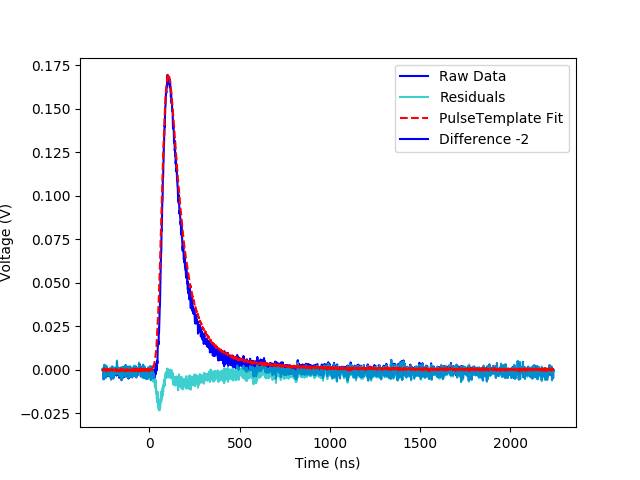 0.175
0.150
0.125
0.100
0.075
0.050
0.025
0.000
−0.025
Voltage (V)
Raw Data
Residuals
PulseTemplate Fit
Difference -2
0
500
1000
1500
2000
Time (ns)